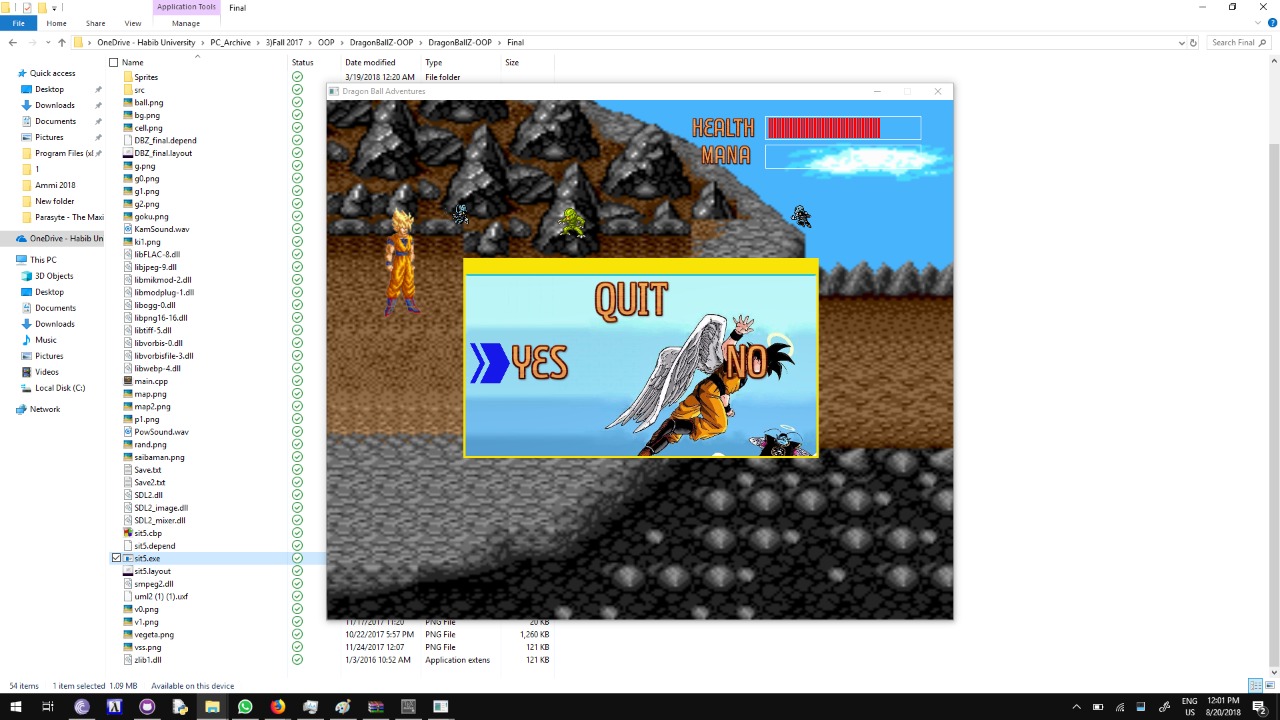 Application Tools Final
File Home Share View Manage
OneDrive - Habib University PC_Archive 3)Fall 2017 OOP DragonBallZ-OOP DragonBallZ-OOP Final
Search Final
Name Status Date modified Type Size
Quick access
Desktop
Downloads
Documents
Pictures
Program Files (x
1
Ammi 2018
New folder
Parasyte - The Maxi
OneDrive - Habib Un
This PC
3D Objects
Desktop
Documents
Downloads
Music
Pictures
Videos
Local Disk (C:)
Network
Sprites 3/19/2018 12:20 AM File folder
src
ball.png
bg.png
cell.png
DBZ_final.depend
DBZ_final.layout
g.png
g0.png
g1.png
g2.png
goku.png
KamSound.wav
ki1.png
libFLAC-8.dll
libjpeg-9.dll
libmikmod-2.dll
libmodplug-1.dll
libogg-0.dll
libpng16-16.dll
libtiff-5.dll
libvorbis-0.dll
libvorbisfile-3.dll
libwebp-4.dll
main.cpp
map.png
map2.png
p1.png
PowSound.wav
rand.png
saibaman.png
Save.txt
Save2.txt
SDL2.dll
SDL2_image.dll
SDL2_mixer.dll
sit5.cbp
sit5.depend
sit5.exe
sit5.layout
smpeg2.dll
uml2 (1) (1).uxf
v0.png
v1.png 11/17/2017 11:20 PNG File 20 KB
vegeta.png 10/22/2017 5:57 PM PNG File 1,260 KB
vss.png 11/24/2017 12:07 PNG File 121 KB
zlib1.dll 1/3/2016 10:52 AM Application extens 121 KB
Dragon Ball Adventures
HEALTH
MANA
QUIT
YES NO
54 items 1 item selected 1.09 MB Available on this device
ENG 12:01 PM
US 8/20/2018
2